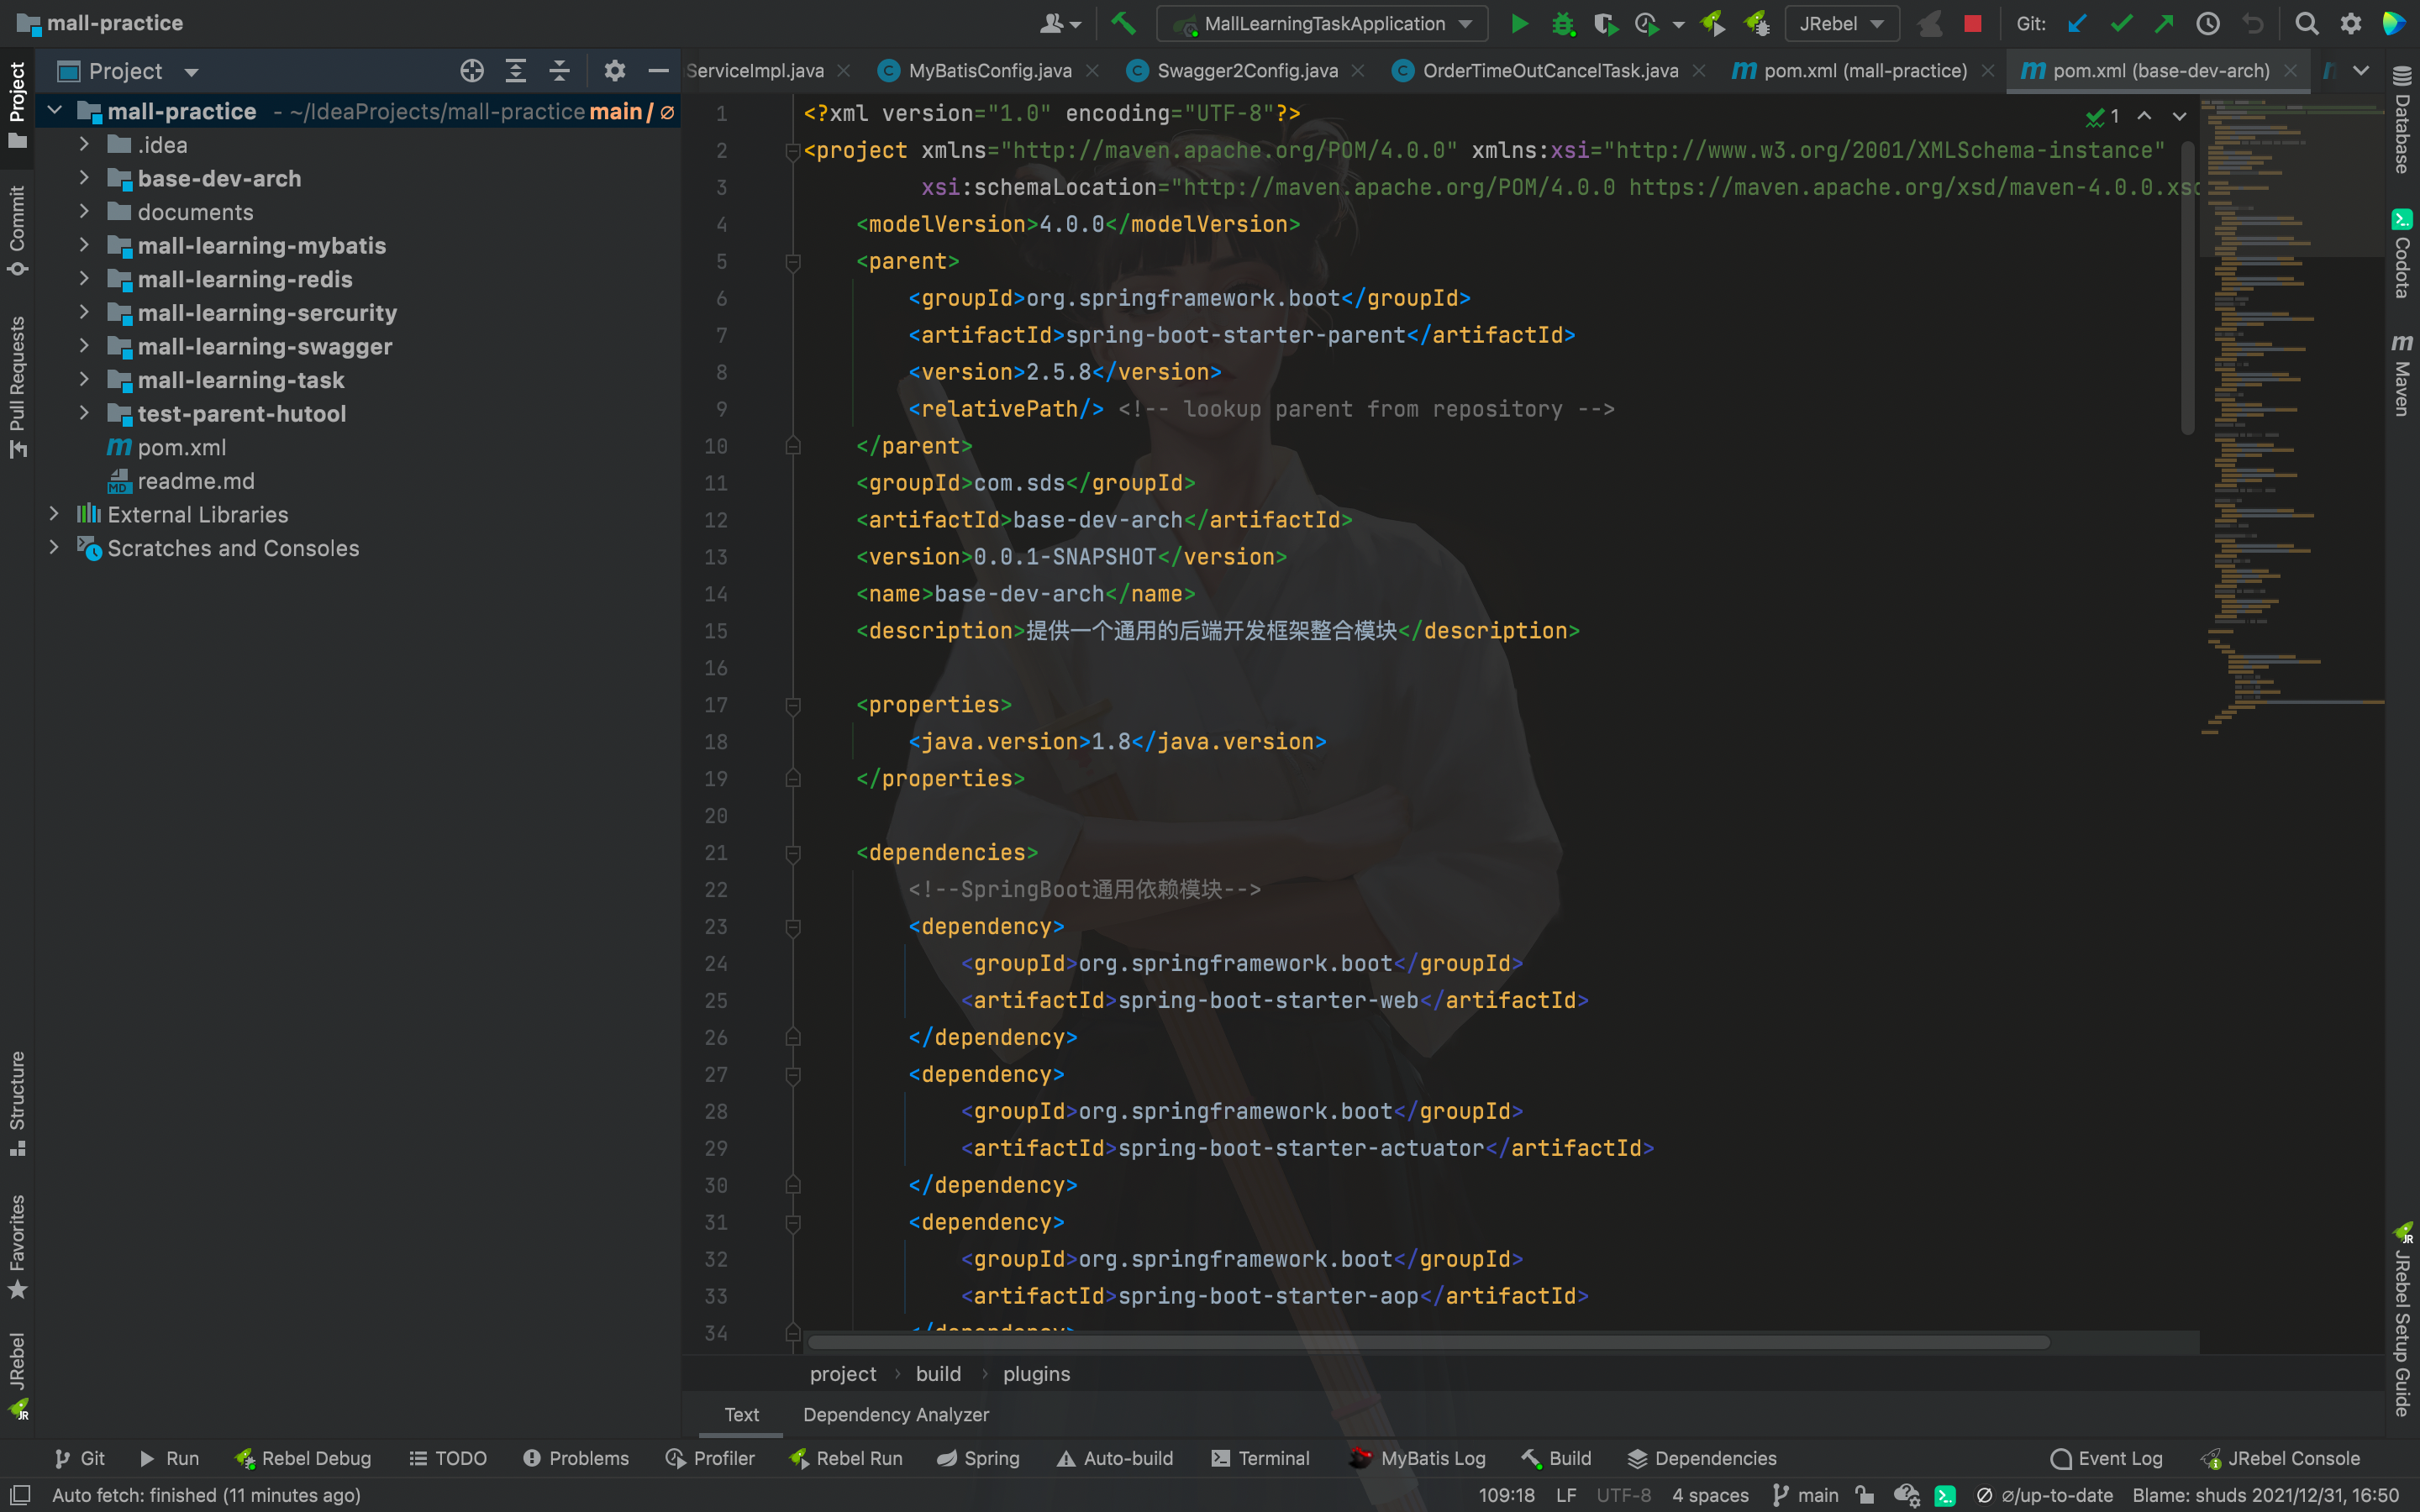 mall-practice
MallLearningTaskApplication
JRebel
Git:
Project
ServiceImpl.java
MyBatisConfig.java
Swagger2Config.java
OrderTimeOutCancelTask.java
pom.xml (mall-practice)
pom.xml (base-dev-arch)
mall-practice - ~/IdeaProjects/mall-practice main / ∅
.idea
base-dev-arch
documents
mall-learning-mybatis
mall-learning-redis
mall-learning-sercurity
mall-learning-swagger
mall-learning-task
test-parent-hutool
pom.xml
readme.md
External Libraries
Scratches and Consoles
Project
Commit
Pull Requests
Structure
Favorites
JRebel
1 <?xml version="1.0" encoding="UTF-8"?>
2 <project xmlns="http://maven.apache.org/POM/4.0.0" xmlns:xsi="http://www.w3.org/2001/XMLSchema-instance"
3 xsi:schemaLocation="http://maven.apache.org/POM/4.0.0 https://maven.apache.org/xsd/maven-4.0.0.xsd
4 <modelVersion>4.0.0</modelVersion>
5 <parent>
6 <groupId>org.springframework.boot</groupId>
7 <artifactId>spring-boot-starter-parent</artifactId>
8 <version>2.5.8</version>
9 <relativePath/> <!-- lookup parent from repository -->
10 </parent>
11 <groupId>com.sds</groupId>
12 <artifactId>base-dev-arch</artifactId>
13 <version>0.0.1-SNAPSHOT</version>
14 <name>base-dev-arch</name>
15 <description>提供一个通用的后端开发框架整合模块</description>
16
17 <properties>
18 <java.version>1.8</java.version>
19 </properties>
20
21 <dependencies>
22 <!--SpringBoot通用依赖模块-->
23 <dependency>
24 <groupId>org.springframework.boot</groupId>
25 <artifactId>spring-boot-starter-web</artifactId>
26 </dependency>
27 <dependency>
28 <groupId>org.springframework.boot</groupId>
29 <artifactId>spring-boot-starter-actuator</artifactId>
30 </dependency>
31 <dependency>
32 <groupId>org.springframework.boot</groupId>
33 <artifactId>spring-boot-starter-aop</artifactId>
34 </dependency>
1
Database
Codota
Maven
JRebel Setup Guide
project › build › plugins
Text
Dependency Analyzer
Git
Run
Rebel Debug
TODO
Problems
Profiler
Rebel Run
Spring
Auto-build
Terminal
MyBatis Log
Build
Dependencies
Event Log
JRebel Console
Auto fetch: finished (11 minutes ago)
109:18
LF
UTF-8
4 spaces
main
∅/up-to-date
Blame: shuds 2021/12/31, 16:50